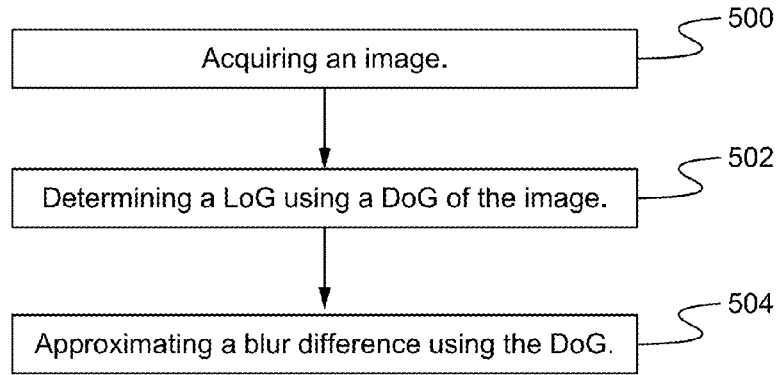 500
Acquiring an image.
502
Determining a LoG using a DoG of the image.
504
Approximating a blur difference using the DoG.